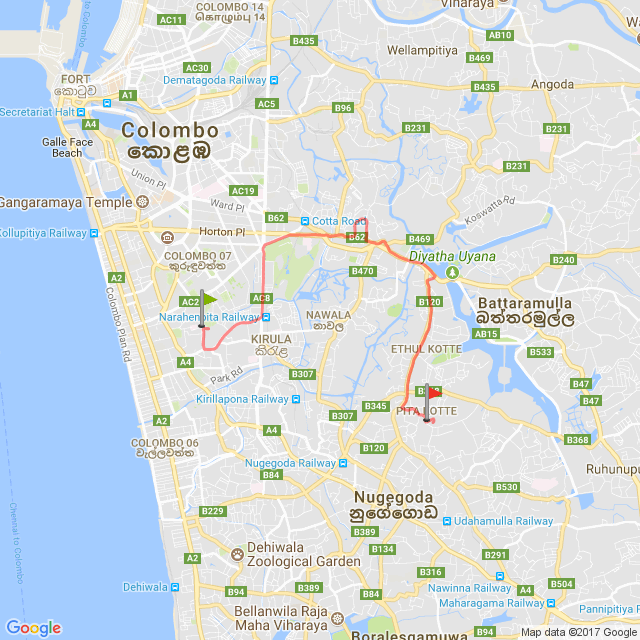 COLOMBO 14
කොළඹ 14
Vinaraya
AC11
B435
AB10
B469
Wellampitiya
AC30
FORT
කොටුව
Dematagoda Railway
B435
Angoda
A1
AC5
Secretariat Halt
A4
B96
B231
B231
Colombo
කොළඹ
Galle Face
Beach
Union Pl
B263
AC19
Gangaramaya Temple
Ward Pl
B62
Cotta Road
Koswatta Rd
Kollupitiya Railway
Horton Pl
B62
B469
COLOMBO 07
කුරුඳුවත්ත
Diyatha Uyana
B240
A2
B470
AC2
AC8
B120
Battaramulla
බත්තරමුල්ල
Narahenpita Railway
NAWALA
නාවල
Colombo Plan Rd
KIRULA
කිරුළ
AB15
ETHUL KOTTE
B533
A4
Park Rd
B307
B47
Kirillapona Railway
B345
PITA KOTTE
B47
B307
A4
COLOMBO 06
වැල්ලවත්ත
B120
B368
Nugegoda Railway
B84
Ruhunupura
B530
Nugegoda
නුගේගොඩ
Chennai to Colombo
B229
Udahamulla Railway
A2
B389
Dehiwala
Zoological Garden
B134
B291
B316
Dehiwala
B94
Nawinna Railway
B504
Maharagama Railway
A4
Bellanwila Raja
Maha Viharaya
Pannipitiya R
B94
B84
Boralesgamuwa
Google
Map data ©2017 Google